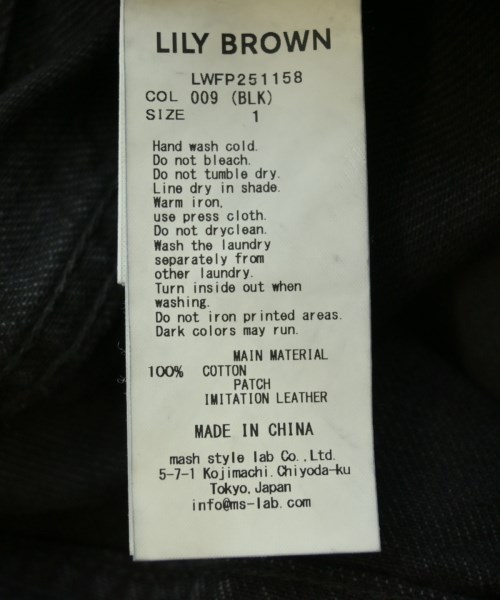 LILY BROWN
LWFP251158
COL 009 (BLK)
SIZE 1
Hand wash cold.
Do not bleach.
Do not tumble dry.
Line dry in shade.
Warm iron,
use press cloth.
Do not dryclean.
Wash the laundry
separately from
other laundry.
Turn inside out when
washing.
Do not iron printed areas.
Dark colors may run.
MAIN MATERIAL
100% COTTON
PATCH
IMITATION LEATHER
MADE IN CHINA
mash style lab Co.,Ltd.
5-7-1 Kojimachi.Chiyoda-ku
Tokyo,Japan
info@ms-lab.com